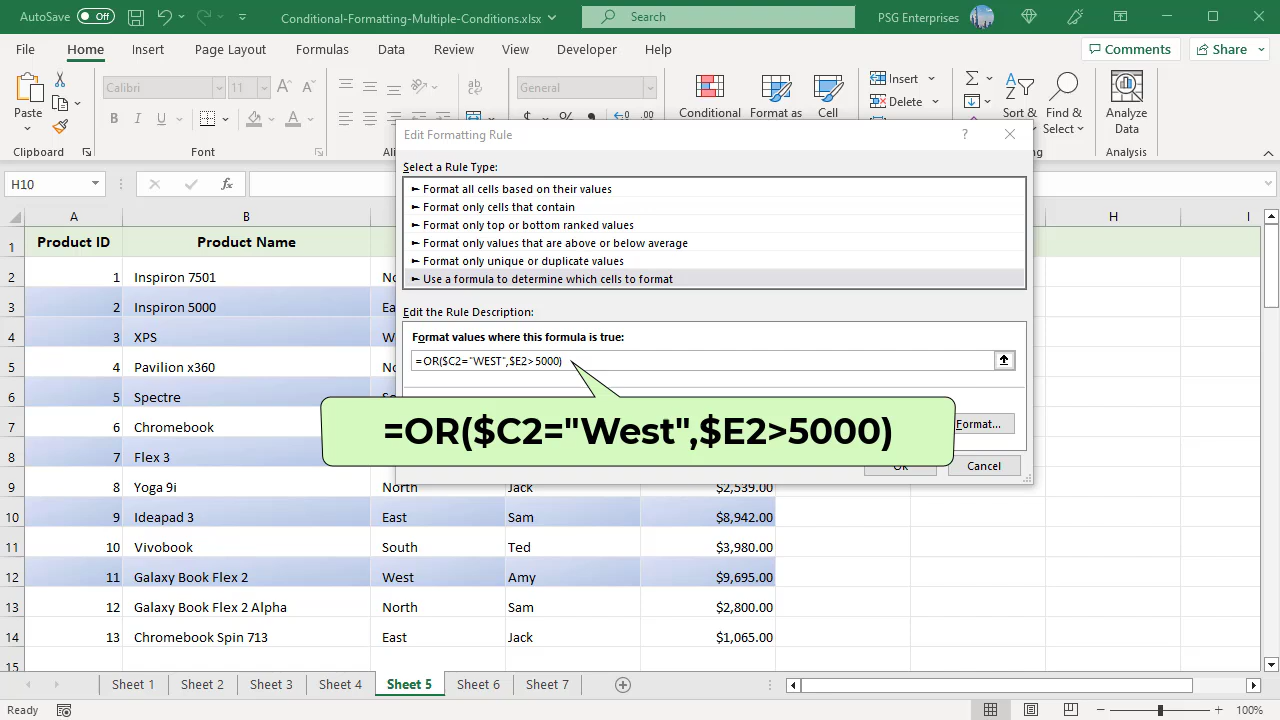 AutoSave Off Conditional-Formatting-Multiple-Conditions.xlsx Search PSG Enterprises
File Home Insert Page Layout Formulas Data Review View Developer Help Comments Share
Paste
Clipboard
Calibri 11
B I U A
Font
ab
General
$ % 00
Conditional
Format as
Cell
Insert
Delete
Sort &
Find &
Select
Analyze
Data
Analysis
H10 fx
Edit Formatting Rule ?
Select a Rule Type:
► Format all cells based on their values
► Format only cells that contain
► Format only top or bottom ranked values
► Format only values that are above or below average
► Format only unique or duplicate values
► Use a formula to determine which cells to format
Edit the Rule Description:
Format values where this formula is true:
=OR($C2="WEST",$E2>5000)
=OR($C2="West",$E2>5000)
Format...
OK Cancel
A B H I
1 Product ID Product Name
2 1 Inspiron 7501 No
3 2 Inspiron 5000 Ea
4 3 XPS W
5 4 Pavilion x360 No
6 5 Spectre
7 6 Chromebook
8 7 Flex 3
9 8 Yoga 9i North Jack $2,539.00
10 9 Ideapad 3 East Sam $8,942.00
11 10 Vivobook South Ted $3,980.00
12 11 Galaxy Book Flex 2 West Amy $9,695.00
13 12 Galaxy Book Flex 2 Alpha North Sam $2,800.00
14 13 Chromebook Spin 713 East Jack $1,065.00
15
Sheet 1 Sheet 2 Sheet 3 Sheet 4 Sheet 5 Sheet 6 Sheet 7
Ready 100%